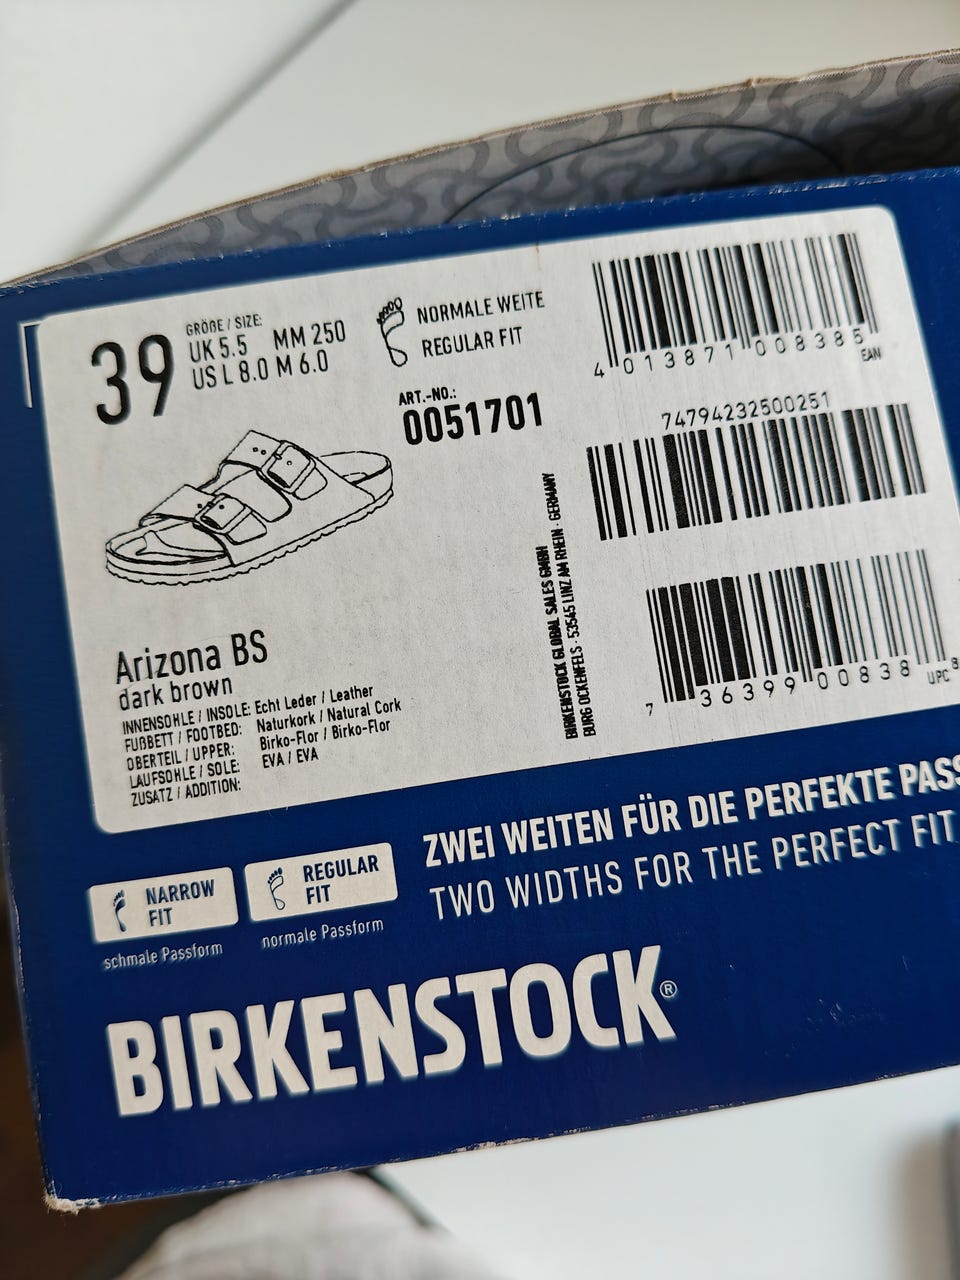 39
GRÖßE / SIZE:
UK 5.5 MM 250
US L 8.0 M 6.0
NORMALE WEITE
REGULAR FIT
ART.-NO.:
0051701
4 013871 008385
EAN
74794232500251
BIRKENSTOCK GLOBAL SALES GMBH
BURG OCKENFELS · 53545 LINZ AM RHEIN · GERMANY
7 36399 00838 8
UPC
Arizona BS
dark brown
INNENSOHLE / INSOLE: Echt Leder / Leather
FUßBETT / FOOTBED: Naturkork / Natural Cork
OBERTEIL / UPPER: Birko-Flor / Birko-Flor
LAUFSOHLE / SOLE: EVA / EVA
ZUSATZ / ADDITION:
ZWEI WEITEN FÜR DIE PERFEKTE PASS
TWO WIDTHS FOR THE PERFECT FIT
NARROW
FIT
schmale Passform
REGULAR
FIT
normale Passform
BIRKENSTOCK®